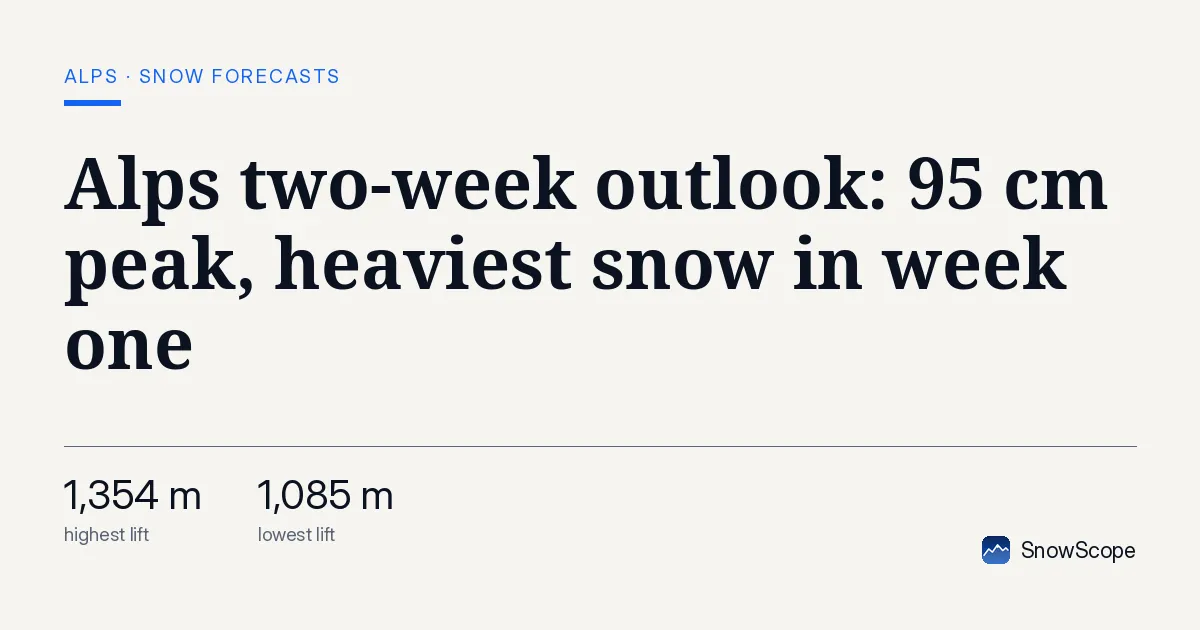 ALPS · SNOW FORECASTS
Alps two-week outlook: 95 cm
peak, heaviest snow in week
one
1,354 m
highest lift
1,085 m
lowest lift
SnowScope